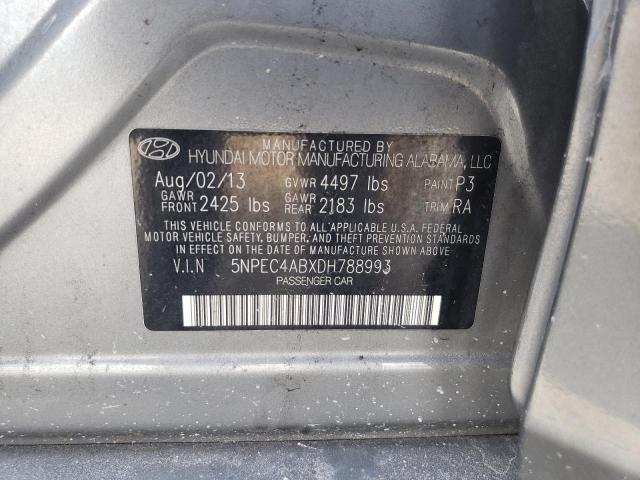 MANUFACTURED BY
HYUNDAI MOTOR MANUFACTURING ALABAMA, LLC
Aug/02/13 GVWR 4497 lbs PAINT P3
GAWR FRONT 2425 lbs GAWR REAR 2183 lbs TRIM RA
THIS VEHICLE CONFORMS TO ALL APPLICABLE U.S.A. FEDERAL
MOTOR VEHICLE SAFETY, BUMPER, AND THEFT PREVENTION
STANDARDS IN EFFECT ON THE DATE OF MANUFACTURE SHOWN ABOVE.
V.I.N 5NPEC4ABXDH788993
PASSENGER CAR